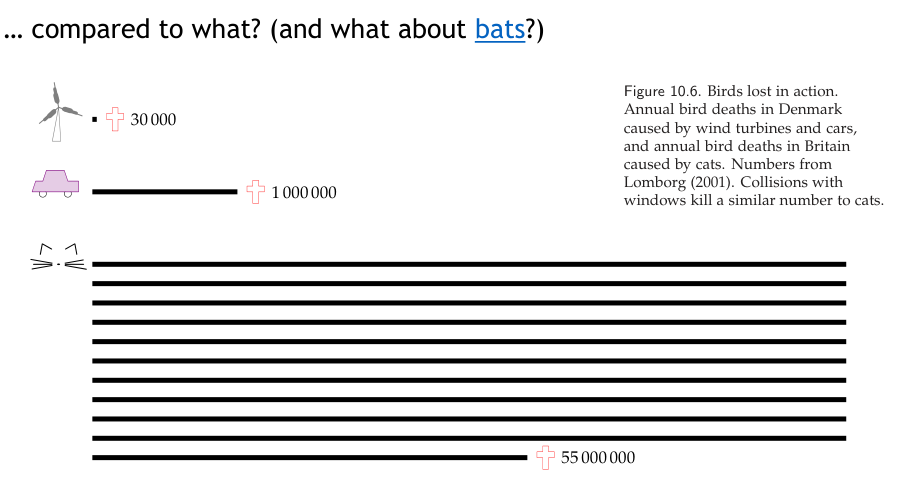 … compared to what? (and what about bats?)
30 000
1 000 000
Figure 10.6. Birds lost in action.
Annual bird deaths in Denmark
caused by wind turbines and cars,
and annual bird deaths in Britain
caused by cats. Numbers from
Lomborg (2001). Collisions with
windows kill a similar number to cats.
55 000 000